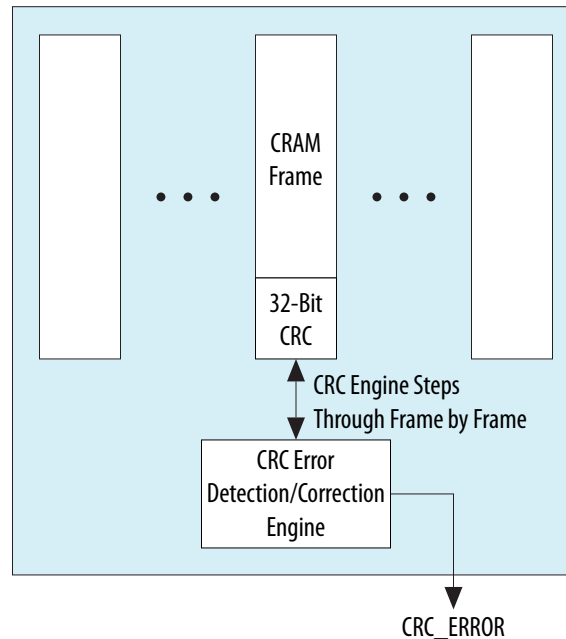 CRAM
Frame
• • •
• • •
32-Bit
CRC
CRC Engine Steps
Through Frame by Frame
CRC Error
Detection/Correction
Engine
CRC_ERROR